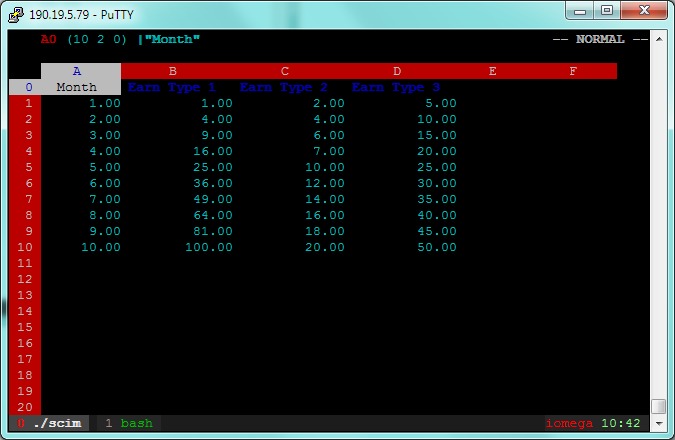 190.19.5.79 - PuTTY
A0 (10 2 0) |"Month" -- NORMAL --
A B C D E F
0 Month Earn Type 1 Earn Type 2 Earn Type 3
1 1.00 1.00 2.00 5.00
2 2.00 4.00 4.00 10.00
3 3.00 9.00 6.00 15.00
4 4.00 16.00 7.00 20.00
5 5.00 25.00 10.00 25.00
6 6.00 36.00 12.00 30.00
7 7.00 49.00 14.00 35.00
8 8.00 64.00 16.00 40.00
9 9.00 81.00 18.00 45.00
10 10.00 100.00 20.00 50.00
11
12
13
14
15
16
17
18
19
20
0 ./scim 1 bash iomega 10:42